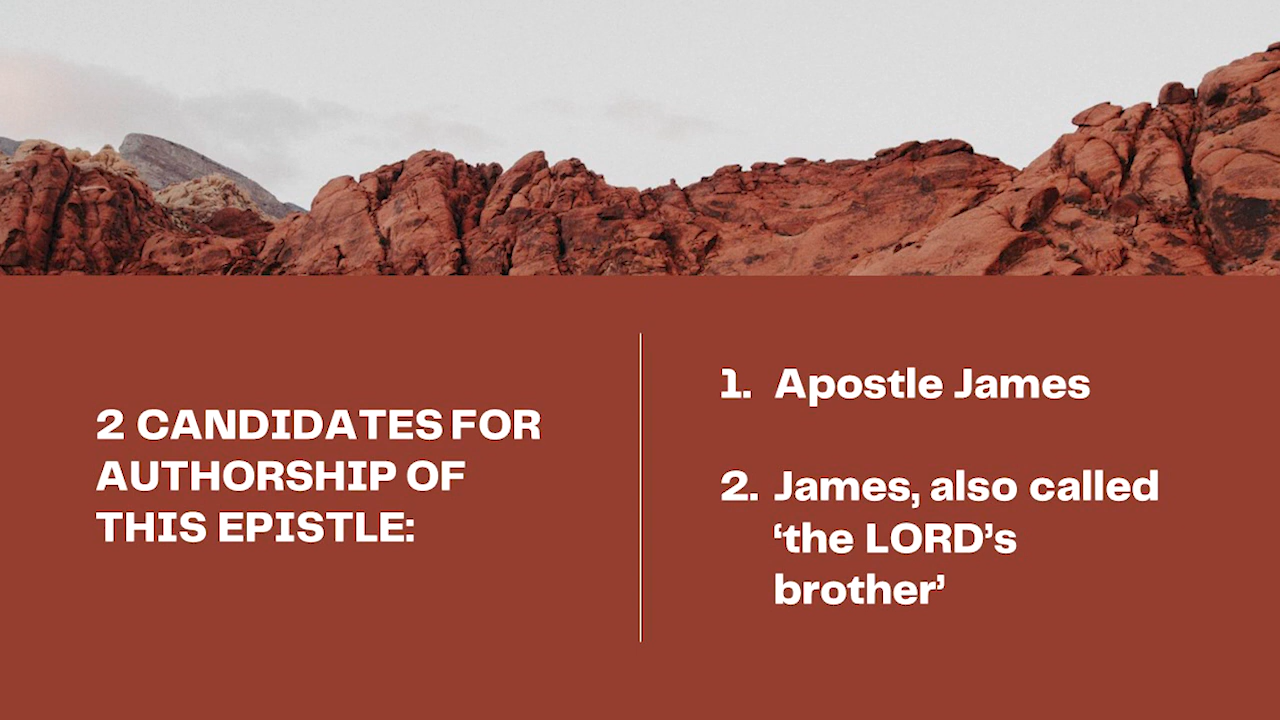 2 CANDIDATES FOR
AUTHORSHIP OF
THIS EPISTLE:
1. Apostle James
2. James, also called
‘the LORD’s
brother’